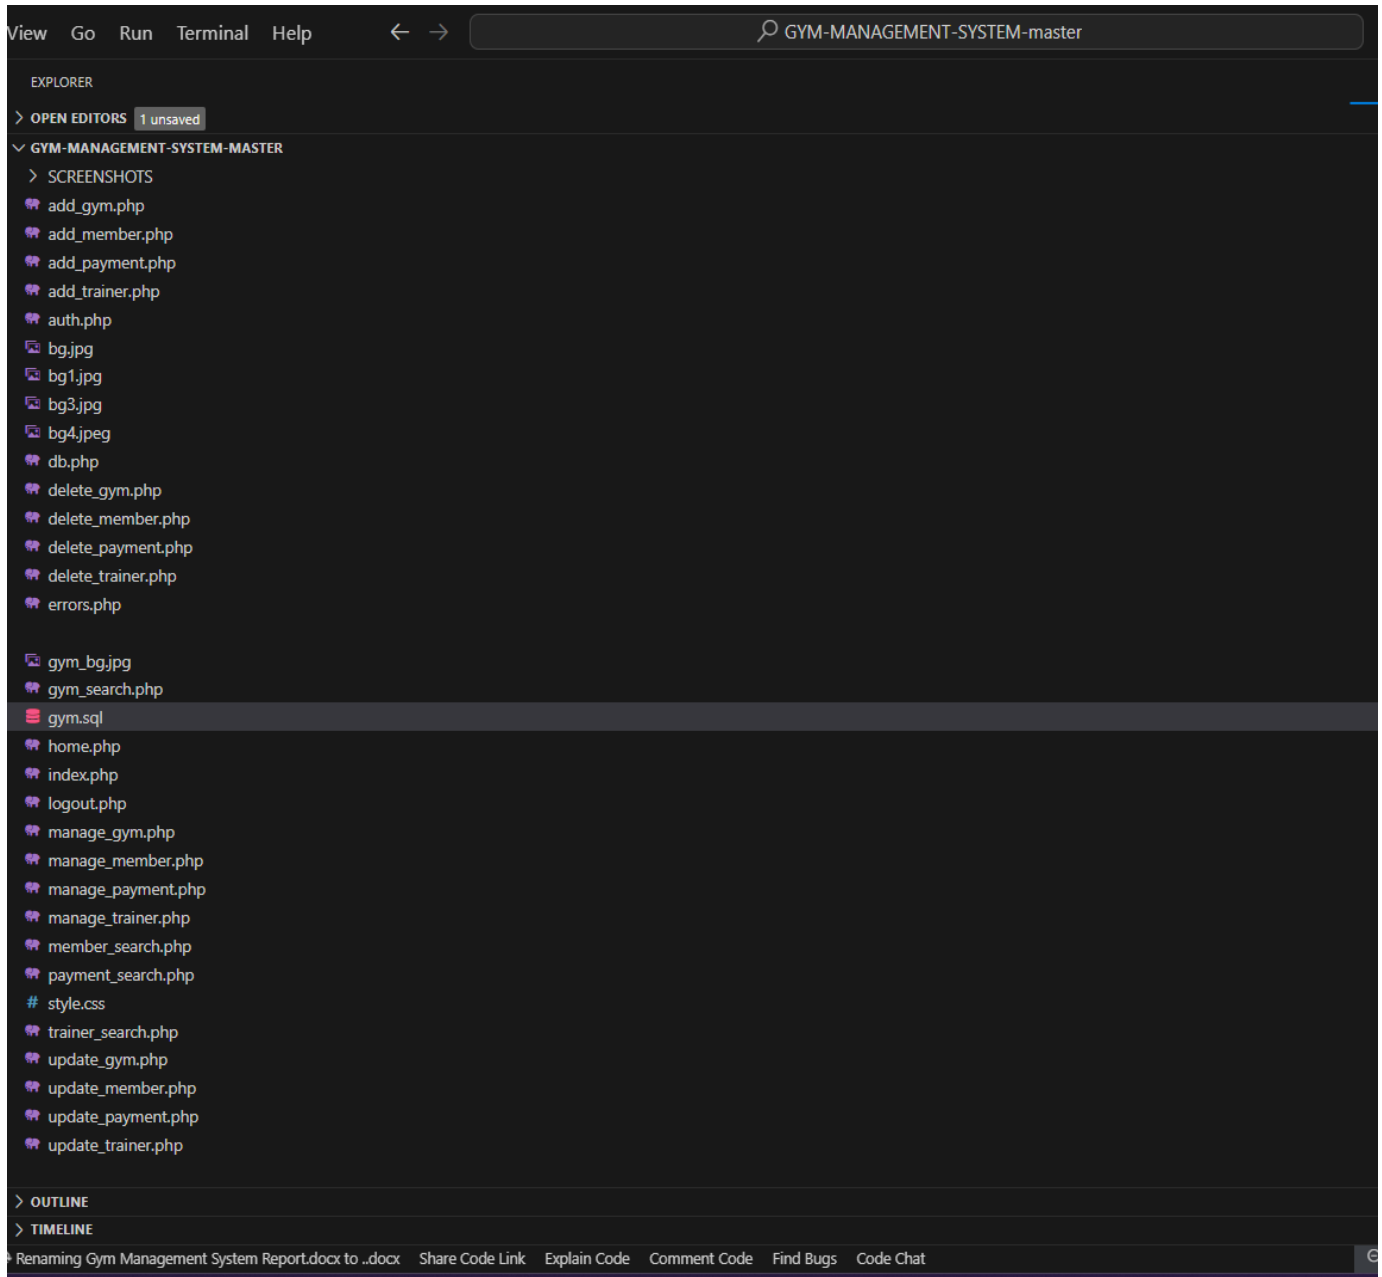 View Go Run Terminal Help GYM-MANAGEMENT-SYSTEM-master
EXPLORER
OPEN EDITORS 1 unsaved
GYM-MANAGEMENT-SYSTEM-MASTER
SCREENSHOTS
add_gym.php
add_member.php
add_payment.php
add_trainer.php
auth.php
bg.jpg
bg1.jpg
bg3.jpg
bg4.jpeg
db.php
delete_gym.php
delete_member.php
delete_payment.php
delete_trainer.php
errors.php
gym_bg.jpg
gym_search.php
gym.sql
home.php
index.php
logout.php
manage_gym.php
manage_member.php
manage_payment.php
manage_trainer.php
member_search.php
payment_search.php
# style.css
trainer_search.php
update_gym.php
update_member.php
update_payment.php
update_trainer.php
OUTLINE
TIMELINE
Renaming Gym Management System Report.docx to ..docx Share Code Link Explain Code Comment Code Find Bugs Code Chat